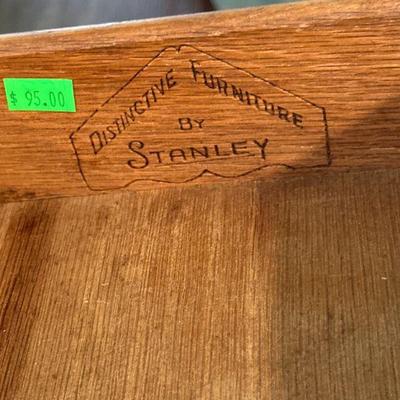 $ 95.00
DISTINCTIVE FURNITURE
BY
STANLEY